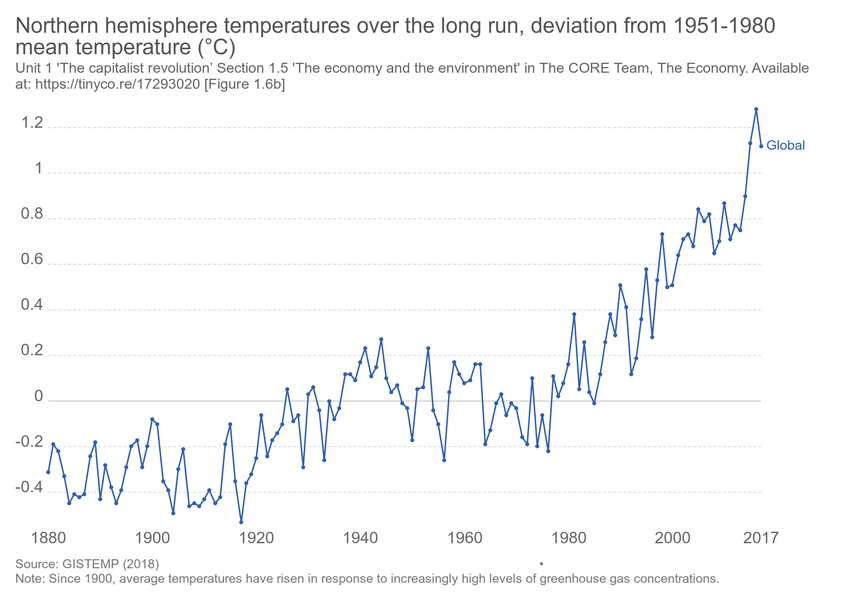 Northern hemisphere temperatures over the long run, deviation from 1951-1980
mean temperature (°C)
Unit 1 'The capitalist revolution’ Section 1.5 'The economy and the environment' in The CORE Team, The Economy. Available
at: https://tinyco.re/17293020 [Figure 1.6b]
1.2
Global
1
0.8
0.6
0.4
0.2
0
-0.2
-0.4
1880 1900 1920 1940 1960 1980 2000 2017
Source: GISTEMP (2018)
Note: Since 1900, average temperatures have risen in response to increasingly high levels of greenhouse gas concentrations.